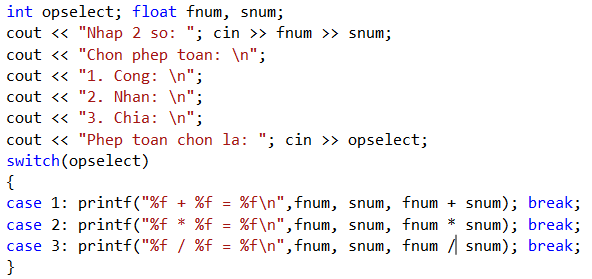 int opselect; float fnum, snum;
cout << "Nhap 2 so: "; cin >> fnum >> snum;
cout << "Chon phep toan: \n";
cout << "1. Cong: \n";
cout << "2. Nhan: \n";
cout << "3. Chia: \n";
cout << "Phep toan chon la: "; cin >> opselect;
switch(opselect)
{
case 1: printf("%f + %f = %f\n",fnum, snum, fnum + snum); break;
case 2: printf("%f * %f = %f\n",fnum, snum, fnum * snum); break;
case 3: printf("%f / %f = %f\n",fnum, snum, fnum / snum); break;
}